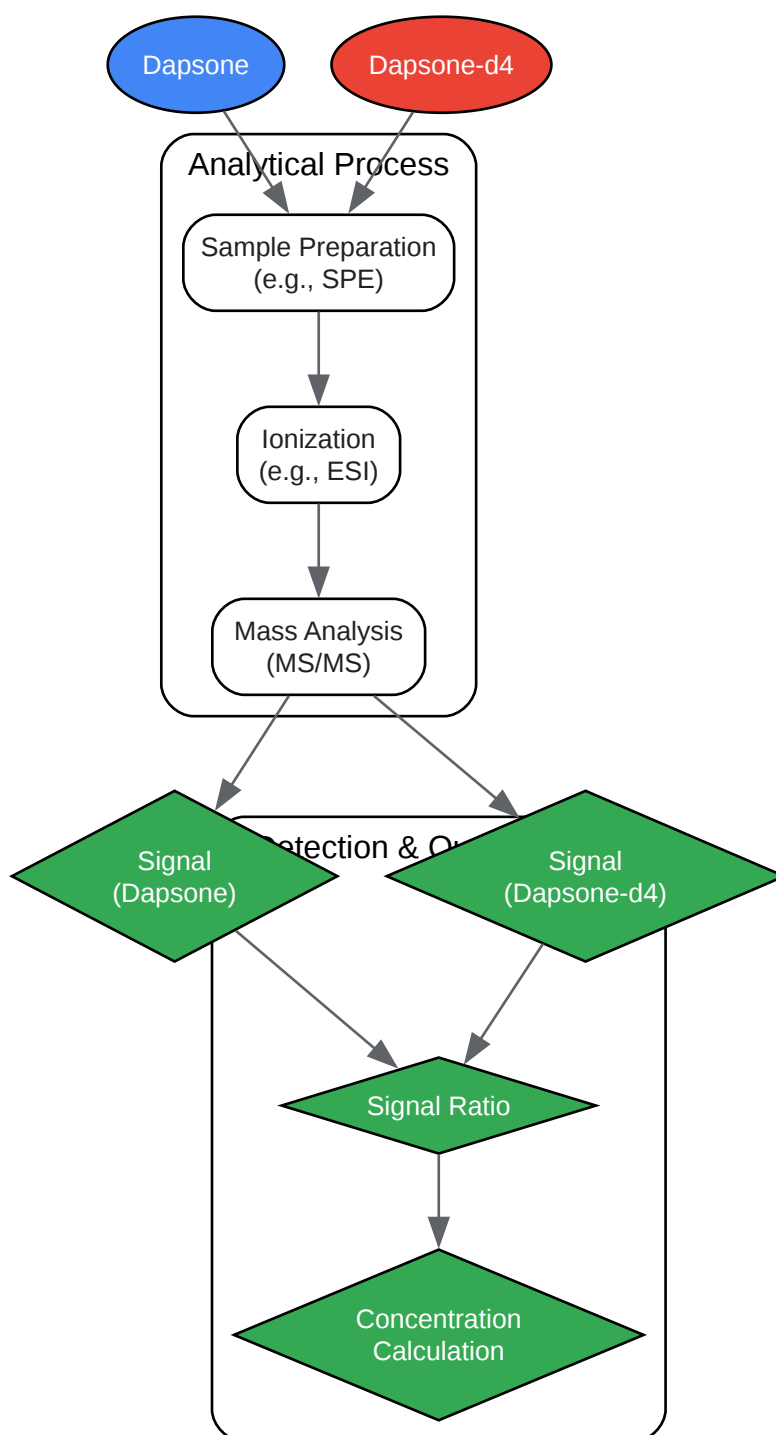 Dapsone
Dapsone-d4
Analytical Process
Sample Preparation
(e.g., SPE)
Ionization
(e.g., ESI)
Mass Analysis
(MS/MS)
Detection &
Signal
(Dapsone)
Signal
(Dapsone-d4)
Signal Ratio
Concentration
Calculation